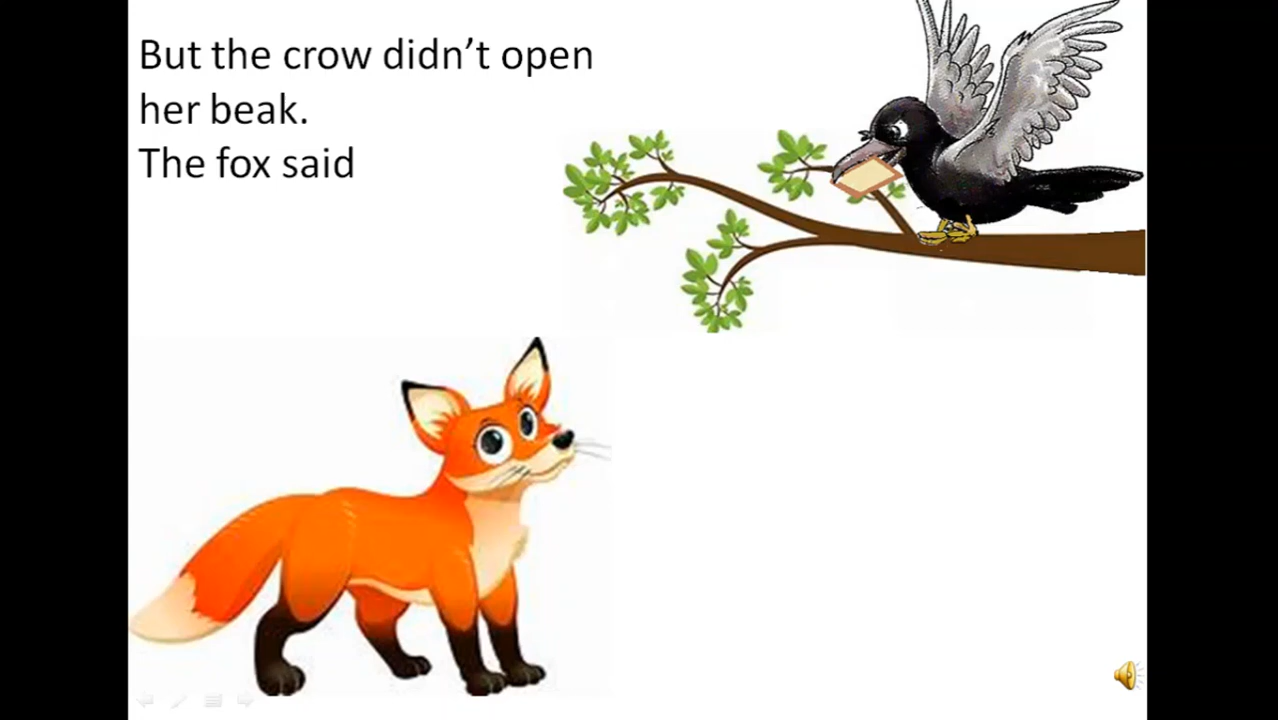 But the crow didn’t open
her beak.
The fox said